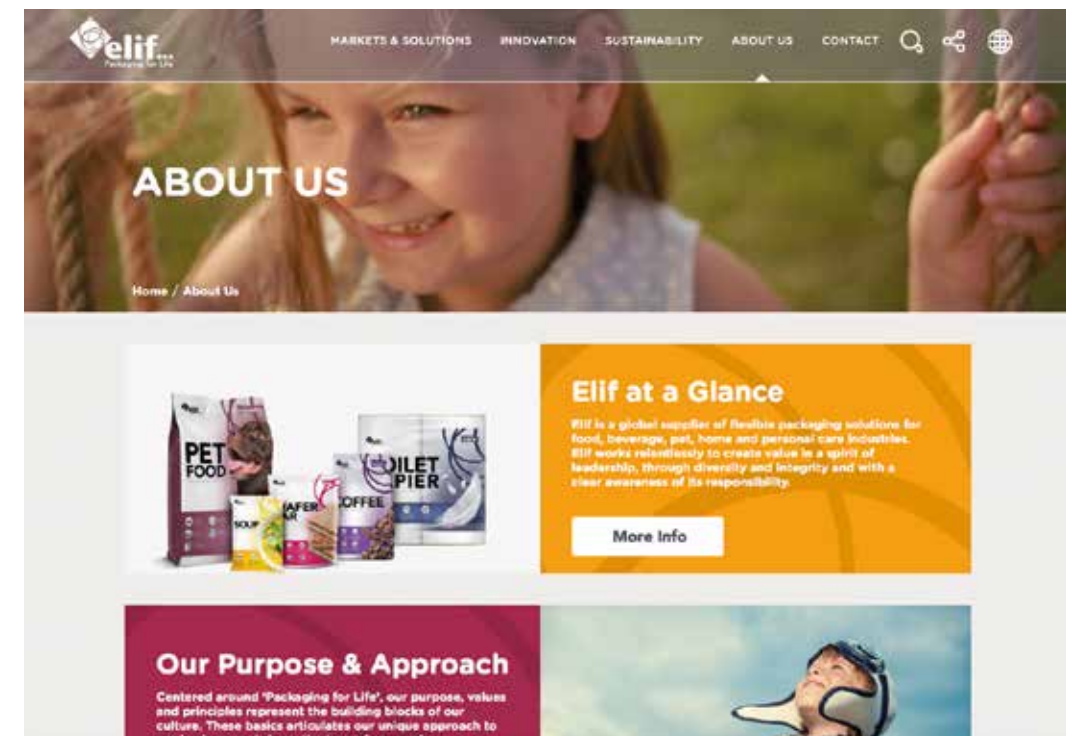 elif...
Packaging for Life
MARKETS & SOLUTIONS INNOVATION SUSTAINABILITY ABOUT US CONTACT
ABOUT US
Home / About Us
PET
FOOD
SOUP
WAFER
BAR
COFFEE
TOILET
PAPIER
Elif at a Glance
Elif is a global supplier of flexible packaging solutions for
food, beverage, pet, home and personal care industries.
Elif works relentlessly to create value in a spirit of
leadership, through diversity and integrity and with a
clear awareness of its responsibility.
More Info
Our Purpose & Approach
Centered around 'Packaging for Life', our purpose, values
and principles represent the building blocks of our
culture. These basics articulates our unique approach to